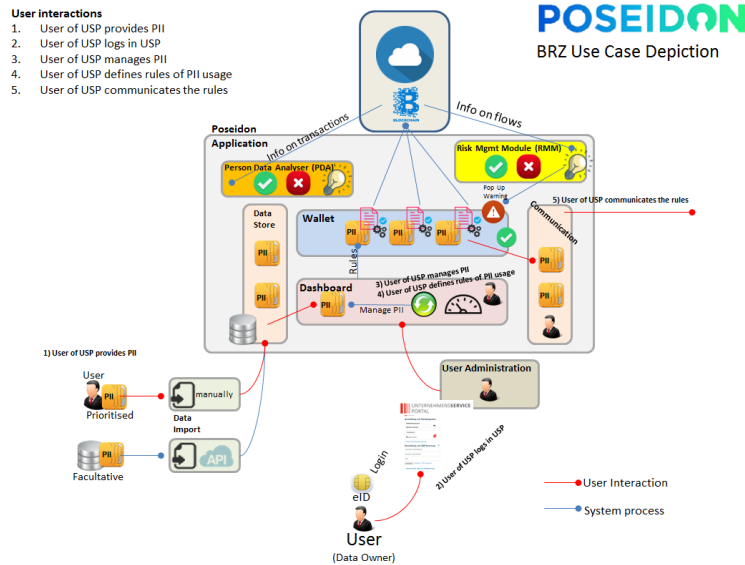 User interactions
1. User of USP provides PII
2. User of USP logs in USP
3. User of USP manages PII
4. User of USP defines rules of PII usage
5. User of USP communicates the rules
POSEIDON
BRZ Use Case Depiction
BLOCKCHAIN
Info on transactions
Info on flows
Poseidon
Application
Person Data Analyser (PDA)
Risk Mgmt Module (RMM)
Pop Up
Warning
5) User of USP communicates the rules
Data
Store
PII
PII
Wallet
PII
PII
PII
Communication
PII
PII
Rules
Dashboard
PII
3) User of USP manages PII
4) User of USP defines rules of PII usage
Manage PII
1) User of USP provides PII
User
PII
Prioritised
manually
Data
Import
PII
Facultative
API
User Administration
UNTERNEHMENSSERVICE
PORTAL
2) User of USP logs in USP
Login
eID
User
(Data Owner)
User Interaction
System process